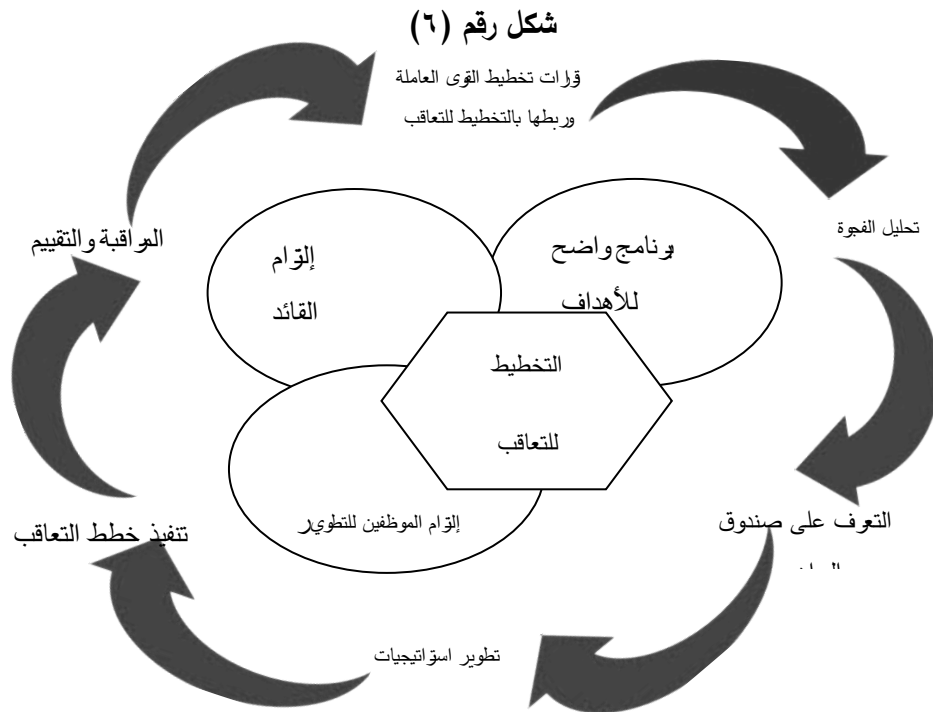 شكل رقم (٦)
قرارات تخطيط القوى العاملة
وربطها بالتخطيط للتعاقب
تحليل الفجوة
المراقبة والتقييم
برنامج واضح
للأهداف
إلتزام
القائد
التخطيط
للتعاقب
إلتزام الموظفين للتطوير
التعرف على صندوق
تنفيذ خطط التعاقب
تطوير استراتيجيات